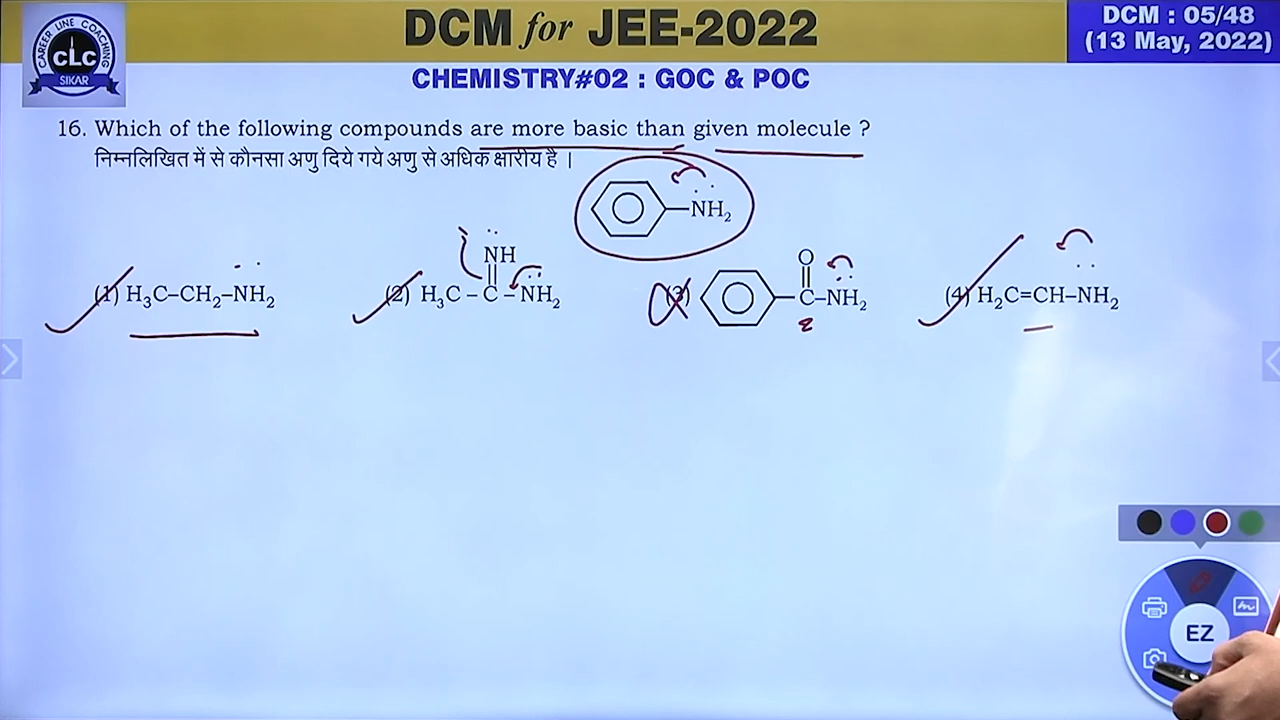 CAREER LINE COACHING
CLC
SIKAR
DCM for JEE-2022
DCM : 05/48
(13 May, 2022)
CHEMISTRY#02 : GOC & POC
16. Which of the following compounds are more basic than given molecule ?
निम्नलिखित में से कौनसा अणु दिये गये अणु से अधिक क्षारीय है ।
NH₂
(1) H₃C–CH₂–NH₂
(2) H₃C – C – NH₂
NH
(3) C–NH₂
O
(4) H₂C=CH–NH₂
EZ